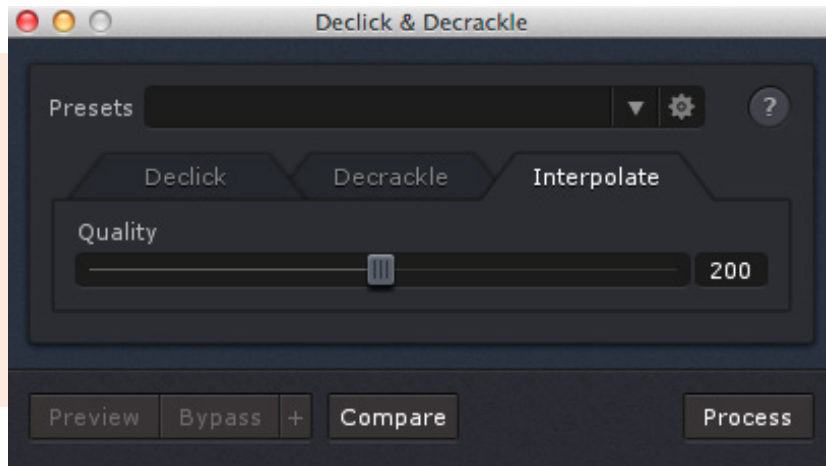 Declick & Decrackle
Presets ?
Declick Decrackle Interpolate
Quality
200
Preview Bypass + Compare Process